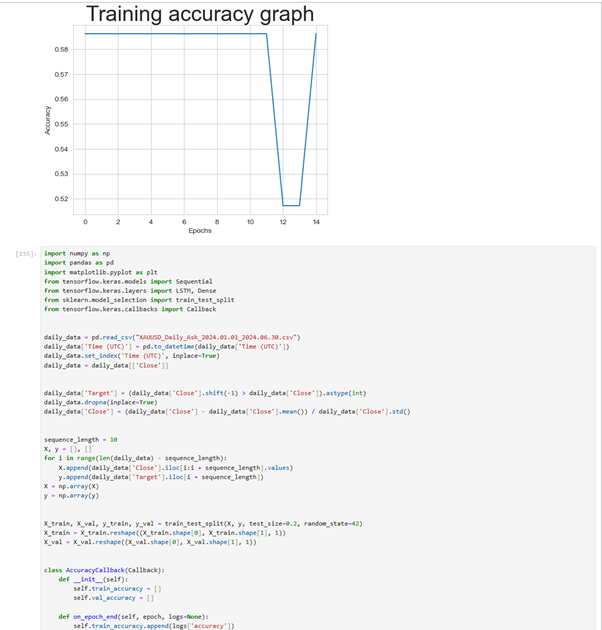 Training accuracy graph
0.58
0.57
0.56
0.55
0.54
0.53
0.52
Accuracy
0 2 4 6 8 10 12 14
Epochs
[155]:
import numpy as np
import pandas as pd
import matplotlib.pyplot as plt
from tensorflow.keras.models import Sequential
from tensorflow.keras.layers import LSTM, Dense
from sklearn.model_selection import train_test_split
from tensorflow.keras.callbacks import Callback
daily_data = pd.read_csv("XAUUSD_Daily_Ask_2024.01.01_2024.06.30.csv")
daily_data['Time (UTC)'] = pd.to_datetime(daily_data['Time (UTC)'])
daily_data.set_index('Time (UTC)', inplace=True)
daily_data = daily_data[['Close']]
daily_data['Target'] = (daily_data['Close'].shift(-1) > daily_data['Close']).astype(int)
daily_data.dropna(inplace=True)
daily_data['Close'] = (daily_data['Close'] - daily_data['Close'].mean()) / daily_data['Close'].std()
sequence_length = 10
X, y = [], []
for i in range(len(daily_data) - sequence_length):
    X.append(daily_data['Close'].iloc[i:i + sequence_length].values)
    y.append(daily_data['Target'].iloc[i + sequence_length])
X = np.array(X)
y = np.array(y)
X_train, X_val, y_train, y_val = train_test_split(X, y, test_size=0.2, random_state=42)
X_train = X_train.reshape((X_train.shape[0], X_train.shape[1], 1))
X_val = X_val.reshape((X_val.shape[0], X_val.shape[1], 1))
class AccuracyCallback(Callback):
    def __init__(self):
        self.train_accuracy = []
        self.val_accuracy = []
    def on_epoch_end(self, epoch, logs=None):
        self.train_accuracy.append(logs['accuracy'])